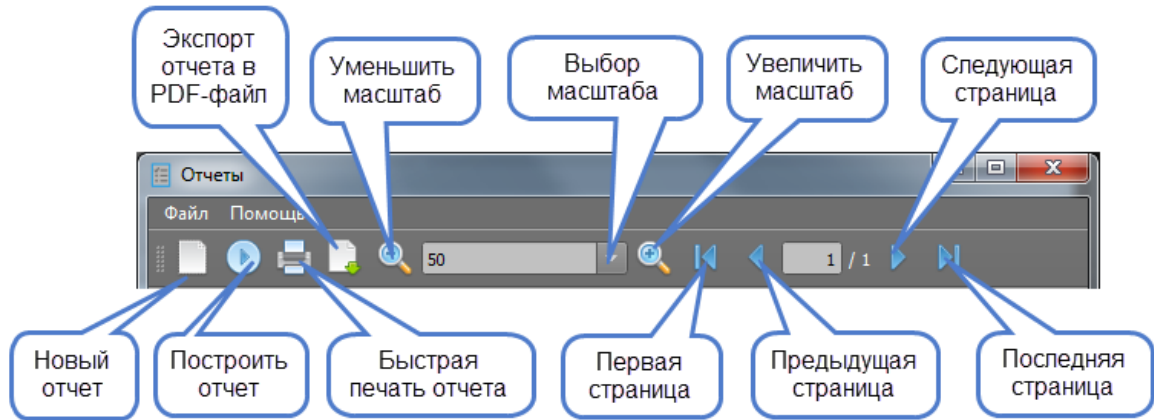 Экспорт
отчета в
PDF-файл
Уменьшить
масштаб
Выбор
масштаба
Увеличить
масштаб
Следующая
страница
Отчеты
Файл Помощь
50
1 / 1
Новый
отчет
Построить
отчет
Быстрая
печать отчета
Первая
страница
Предыдущая
страница
Последняя
страница